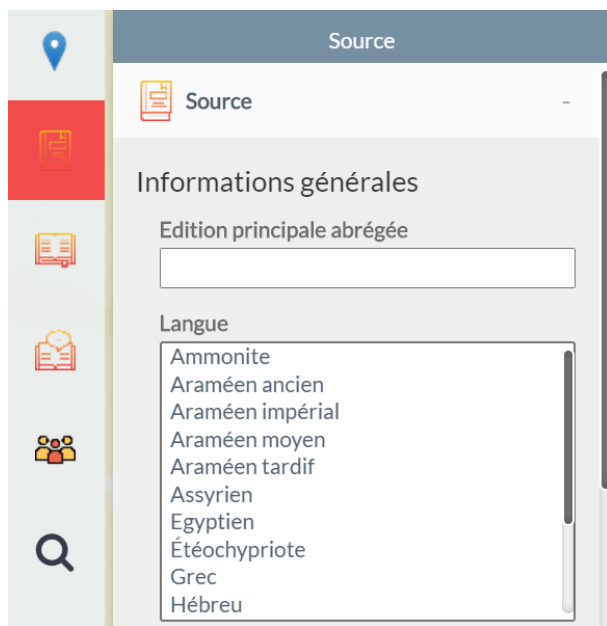 Source
Source
-
Informations générales
Edition principale abrégée
Langue
Ammonite
Araméen ancien
Araméen impérial
Araméen moyen
Araméen tardif
Assyrien
Egyptien
Étéochypriote
Grec
Hébreu